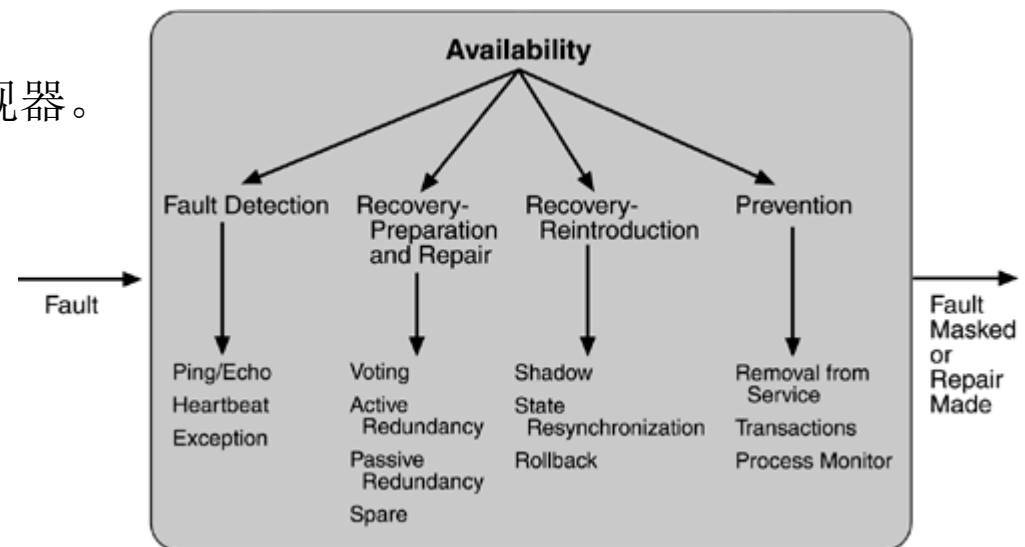 视器。
Availability
Fault Detection
Recovery-
Preparation
and Repair
Recovery-
Reintroduction
Prevention
Fault
Ping/Echo
Heartbeat
Exception
Voting
Active
Redundancy
Passive
Redundancy
Spare
Shadow
State
Resynchronization
Rollback
Removal from
Service
Transactions
Process Monitor
Fault
Masked
or
Repair
Made